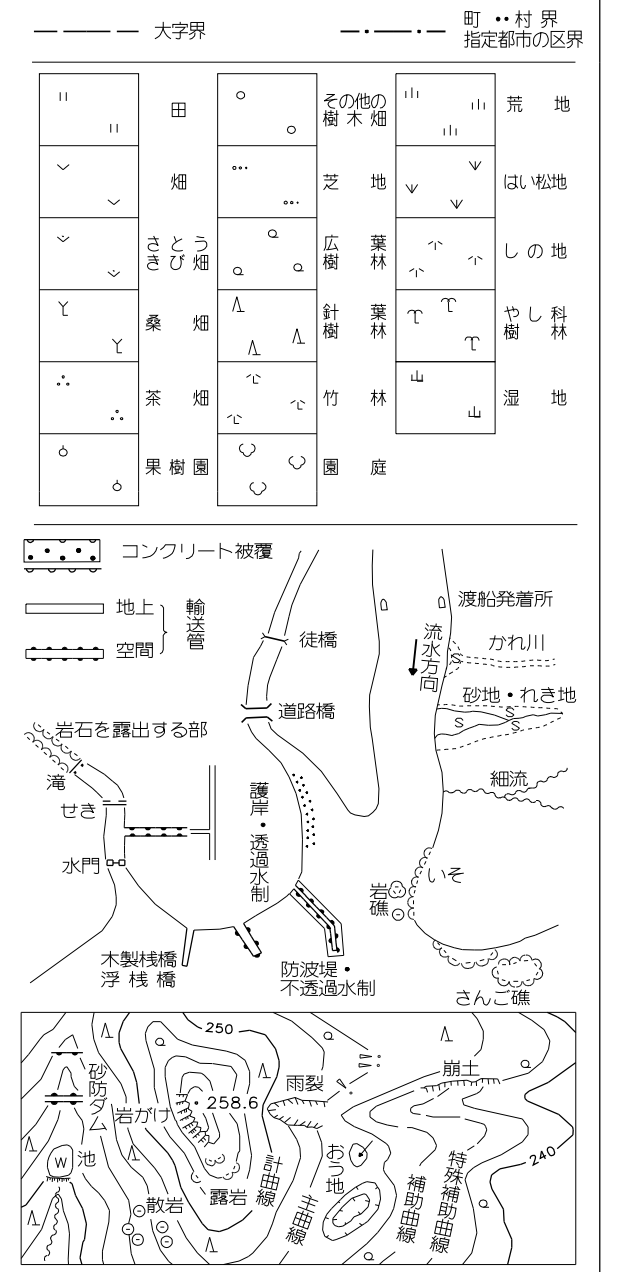 大字界
町・・村界
指定都市の区界
田
その他の
樹木畑
荒地
畑
芝地
はい松地
さとう
きび畑
広葉
樹林
しの地
桑畑
針葉
樹林
やし科
樹林
茶畑
竹林
湿地
果樹園
園庭
コンクリート被覆
地上
空間
輸送管
徒橋
道路橋
渡船発着所
流水方向
かれ川
砂地・れき地
S
S
S
細流
岩石を露出する部
滝
せき
水門
護岸・透過水制
いそ
岩礁
木製桟橋
浮桟橋
防波堤・
不透過水制
さんご礁
250
砂防ダム
岩がけ
258.6
雨裂
崩土
池
W
散岩
露岩
計曲線
主曲線
おう地
補助曲線
特殊補助曲線
240